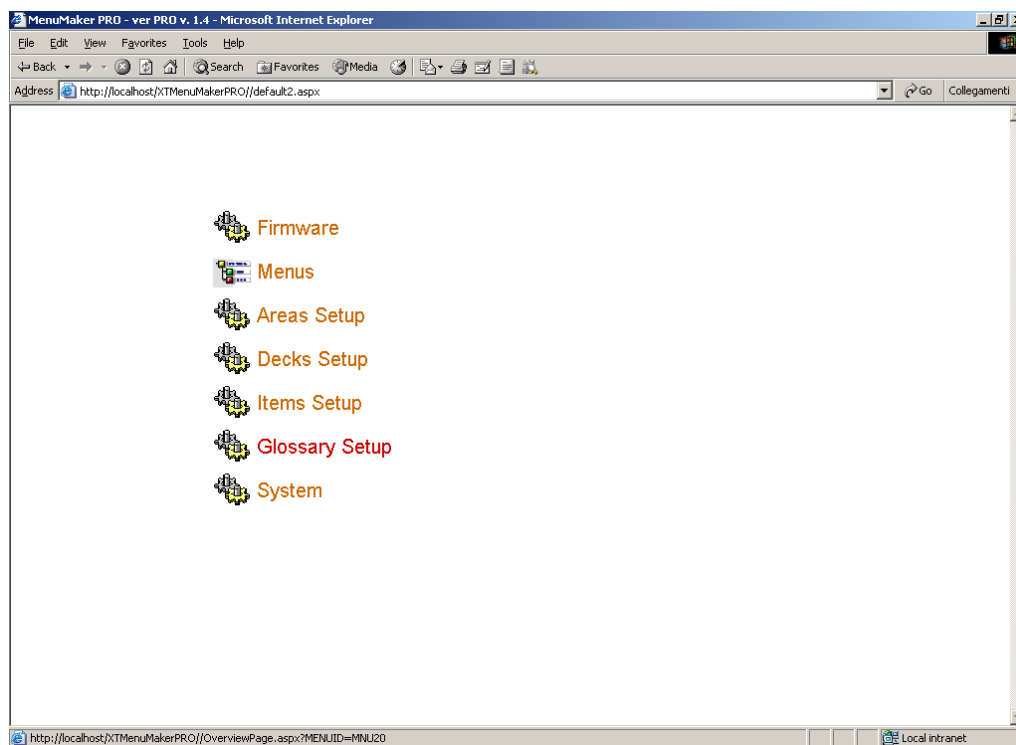 MenuMaker PRO - ver PRO v. 1.4 - Microsoft Internet Explorer
File Edit View Favorites Tools Help
Back Search Favorites Media
Address http://localhost/XTMenuMakerPRO//default2.aspx Go Collegamenti
Firmware
Menus
Areas Setup
Decks Setup
Items Setup
Glossary Setup
System
http://localhost/XTMenuMakerPRO//OverviewPage.aspx?MENUID=MNU20 Local intranet